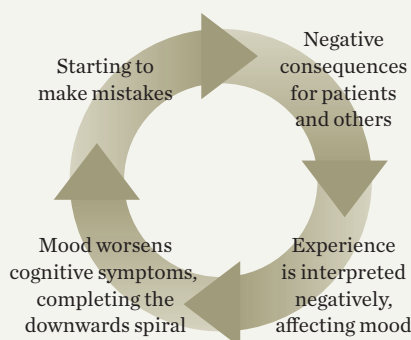 Starting to
make mistakes
Negative
consequences
for patients
and others
Experience
is interpreted
negatively,
affecting mood
Mood worsens
cognitive symptoms,
completing the
downwards spiral